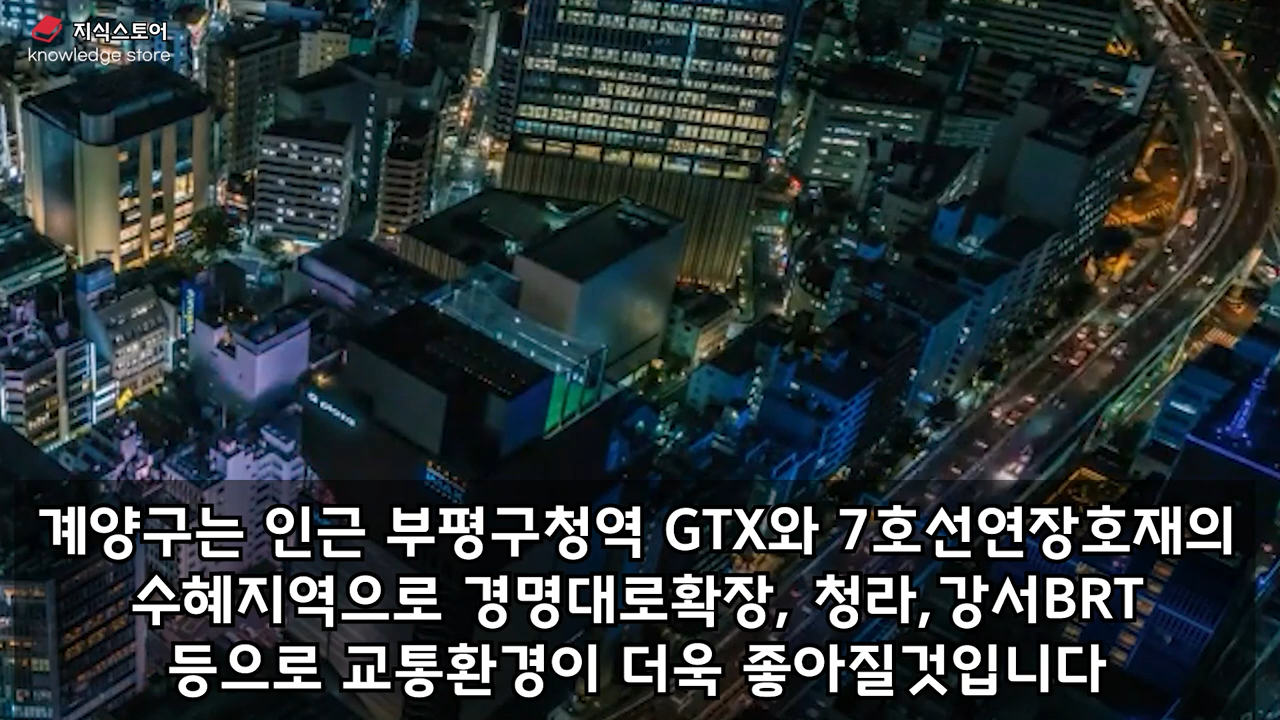 지식스토어
knowledge store
계양구는 인근 부평구청역 GTX와 7호선연장호재의
수혜지역으로 경명대로확장, 청라,강서BRT
등으로 교통환경이 더욱 좋아질것입니다